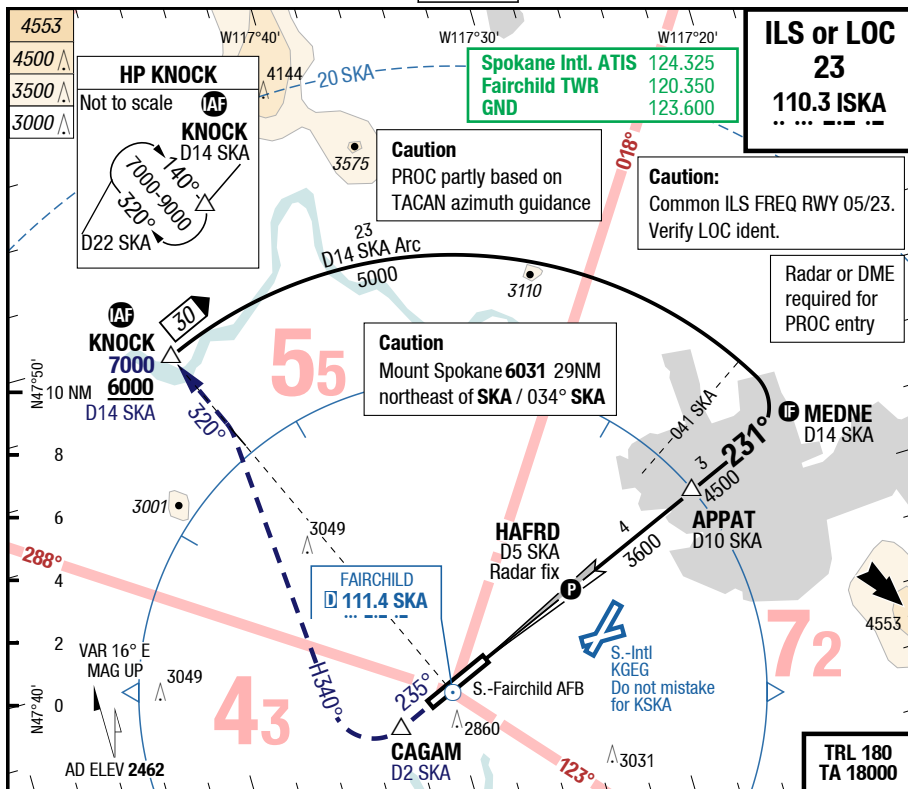 4553
4500
3500
3000
W117°40'
W117°30'
W117°20'
ILS or LOC
23
110.3 ISKA
Spokane Intl. ATIS 124.325
Fairchild TWR 120.350
GND 123.600
HP KNOCK
Not to scale
IAF
KNOCK
D14 SKA
140°
7000-9000
320°
D22 SKA
4144
20 SKA
3575
018°
Caution
PROC partly based on
TACAN azimuth guidance
Caution:
Common ILS FREQ RWY 05/23.
Verify LOC ident.
Radar or DME
required for
PROC entry
23
D14 SKA Arc
5000
3110
IAF
KNOCK
7000
6000
D14 SKA
30
55
Caution
Mount Spokane 6031 29NM
northeast of SKA / 034° SKA
N47°50'
10 NM
8
6
4
2
0
N47°40'
320°
041 SKA
231°
IF MEDNE
D14 SKA
3
4500
APPAT
D10 SKA
3001
3049
HAFRD
D5 SKA
Radar fix
4
3600
P
288°
FAIRCHILD
D 111.4 SKA
4553
72
S.-Intl
KGEG
Do not mistake
for KSKA
VAR 16° E
MAG UP
3049
43
H340°
235°
S.-Fairchild AFB
2860
CAGAM
D2 SKA
123°
3031
AD ELEV 2462
TRL 180
TA 18000